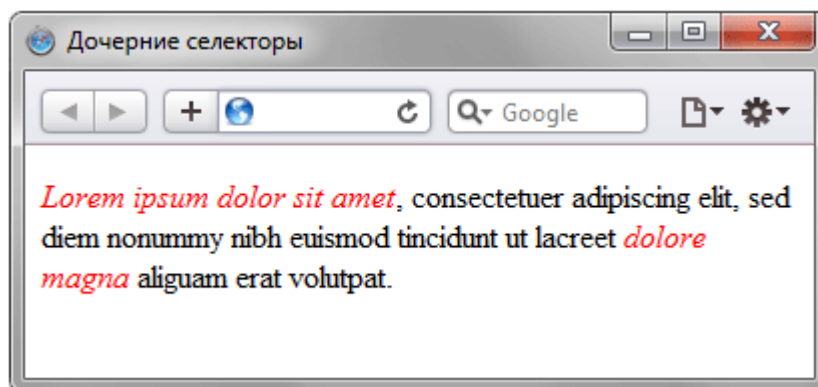 Дочерние селекторы
Google
Lorem ipsum dolor sit amet, consectetuer adipiscing elit, sed
diem nonummy nibh euismod tincidunt ut lacreet dolore
magna aliguam erat volutpat.